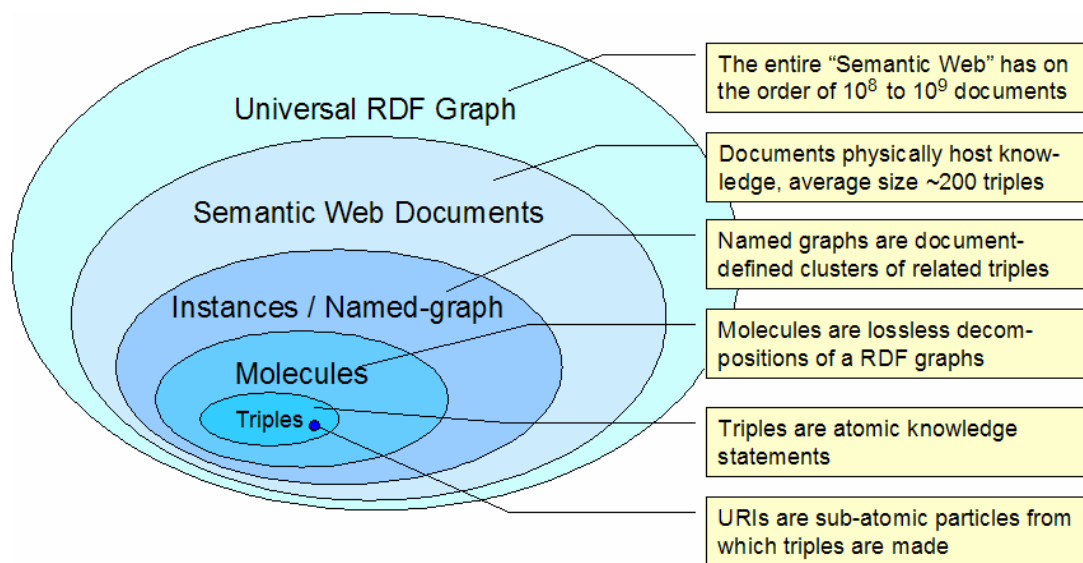 Universal RDF Graph
Semantic Web Documents
Instances / Named-graph
Molecules
Triples
The entire “Semantic Web” has on
the order of 10⁸ to 10⁹ documents
Documents physically host know-
ledge, average size ~200 triples
Named graphs are document-
defined clusters of related triples
Molecules are lossless decom-
positions of a RDF graphs
Triples are atomic knowledge
statements
URIs are sub-atomic particles from
which triples are made